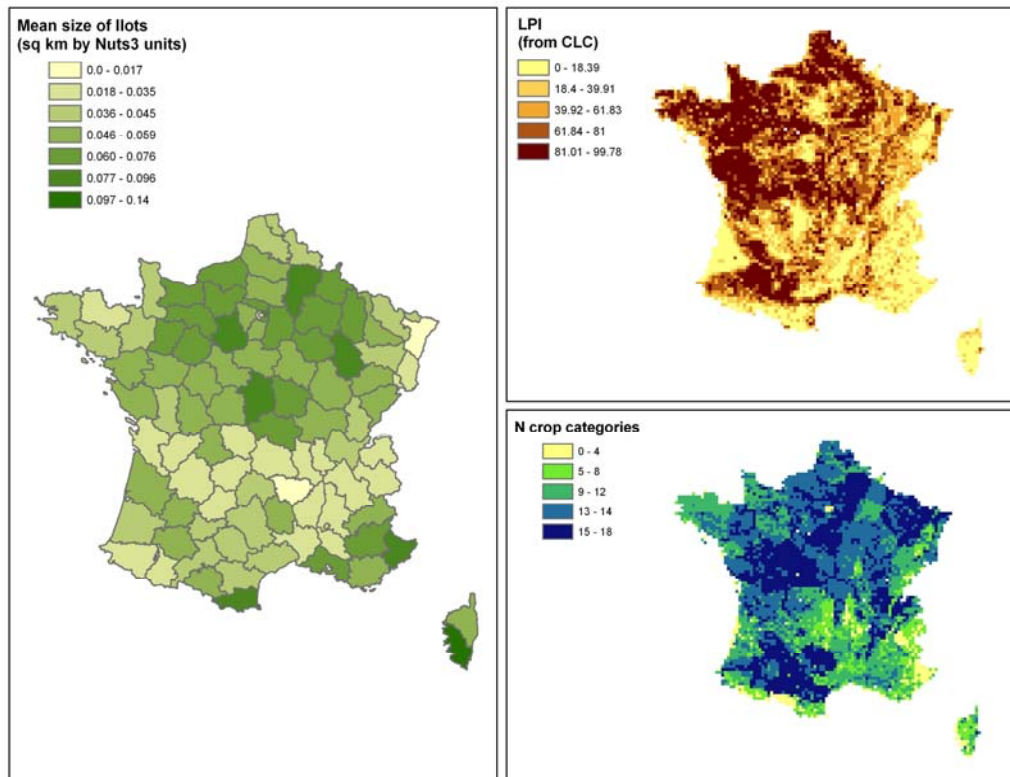 Mean size of Ilots
(sq km by Nuts3 units)
0.0 - 0.017
0.018 - 0.035
0.036 - 0.045
0.046 - 0.059
0.060 - 0.076
0.077 - 0.096
0.097 - 0.14
LPI
(from CLC)
0 - 18.39
18.4 - 39.91
39.92 - 61.83
61.84 - 81
81.01 - 99.78
N crop categories
0 - 4
5 - 8
9 - 12
13 - 14
15 - 18